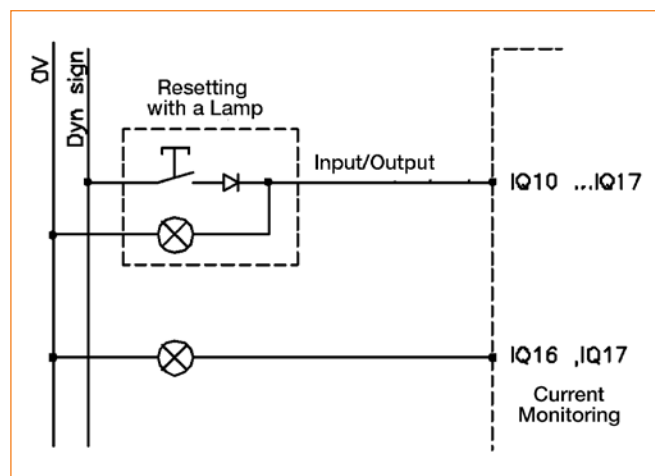 0V
Dyn sign
Resetting
with a Lamp
Input/Output
IQ10 ...IQ17
IQ16 ,IQ17
Current
Monitoring